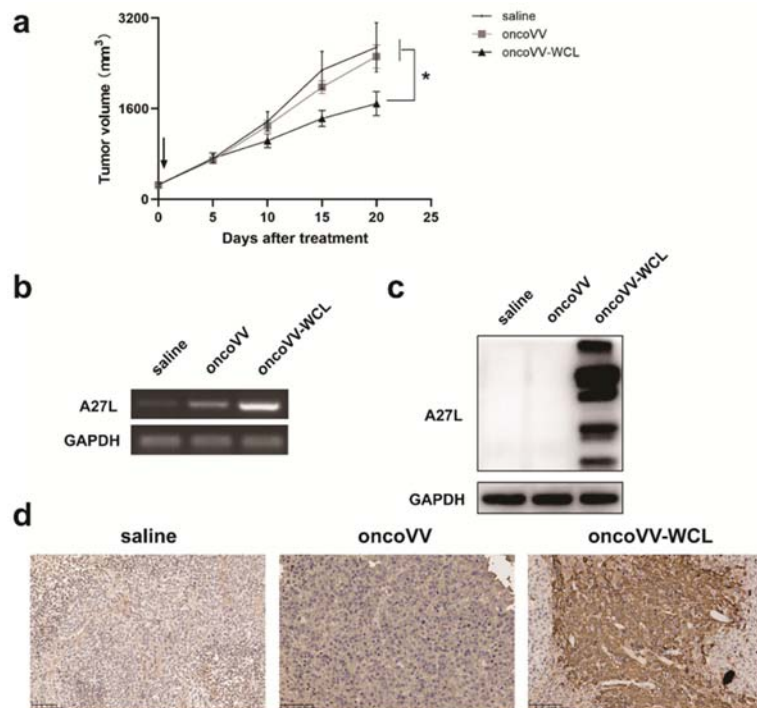 a
Tumor volume (mm³)
3200
1600
0
0 5 10 15 20 25
Days after treatment
saline
oncoVV
oncoVV-WCL
*
b
saline
oncoVV
oncoVV-WCL
A27L
GAPDH
c
saline
oncoVV
oncoVV-WCL
A27L
GAPDH
d
saline
oncoVV
oncoVV-WCL